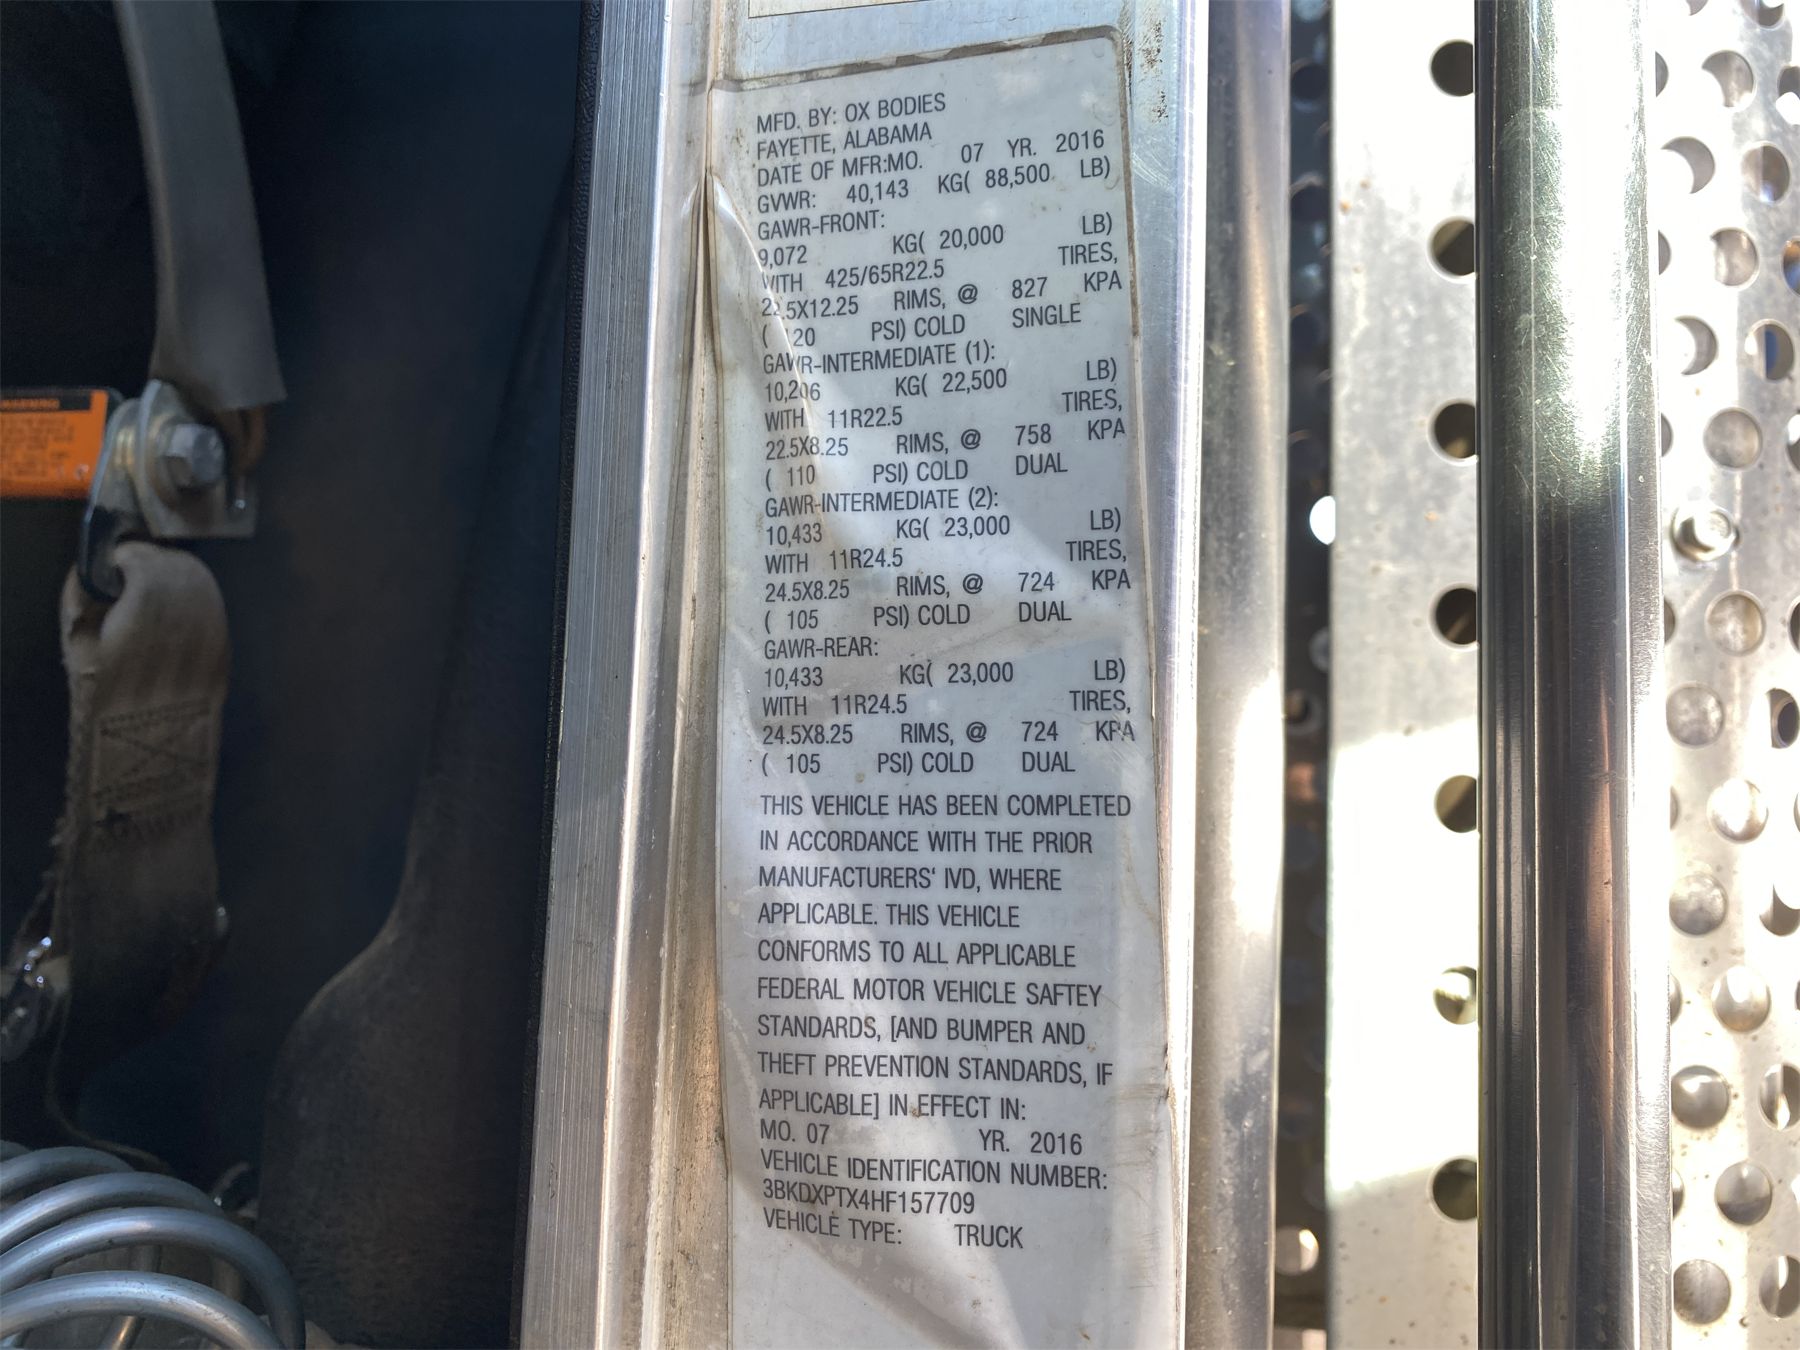 MFD. BY: OX BODIES
FAYETTE, ALABAMA
DATE OF MFR:MO. 07 YR. 2016
GVWR: 40,143 KG( 88,500 LB)
GAWR-FRONT:
9,072 KG( 20,000 LB)
WITH 425/65R22.5 TIRES,
22.5X12.25 RIMS, @ 827 KPA
( 120 PSI) COLD SINGLE
GAWR-INTERMEDIATE (1):
10,206 KG( 22,500 LB)
WITH 11R22.5 TIRES,
22.5X8.25 RIMS, @ 758 KPA
( 110 PSI) COLD DUAL
GAWR-INTERMEDIATE (2):
10,433 KG( 23,000 LB)
WITH 11R24.5 TIRES,
24.5X8.25 RIMS, @ 724 KPA
( 105 PSI) COLD DUAL
GAWR-REAR:
10,433 KG( 23,000 LB)
WITH 11R24.5 TIRES,
24.5X8.25 RIMS, @ 724 KPA
( 105 PSI) COLD DUAL
THIS VEHICLE HAS BEEN COMPLETED
IN ACCORDANCE WITH THE PRIOR
MANUFACTURERS' IVD, WHERE
APPLICABLE. THIS VEHICLE
CONFORMS TO ALL APPLICABLE
FEDERAL MOTOR VEHICLE SAFTEY
STANDARDS, [AND BUMPER AND
THEFT PREVENTION STANDARDS, IF
APPLICABLE] IN EFFECT IN:
MO. 07 YR. 2016
VEHICLE IDENTIFICATION NUMBER:
3BKDXPTX4HF157709
VEHICLE TYPE: TRUCK